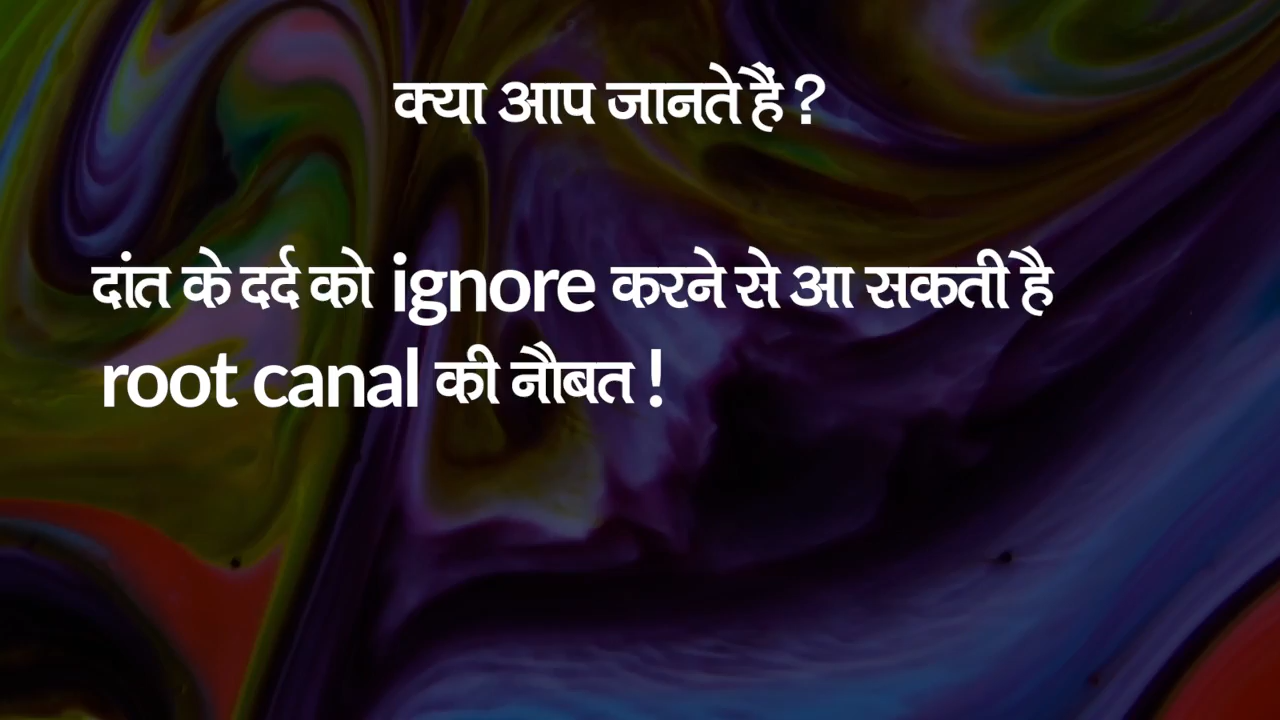 क्या आप जानते हैं ?
दांत के दर्द को ignore करने से आ सकती है
root canal की नौबत !